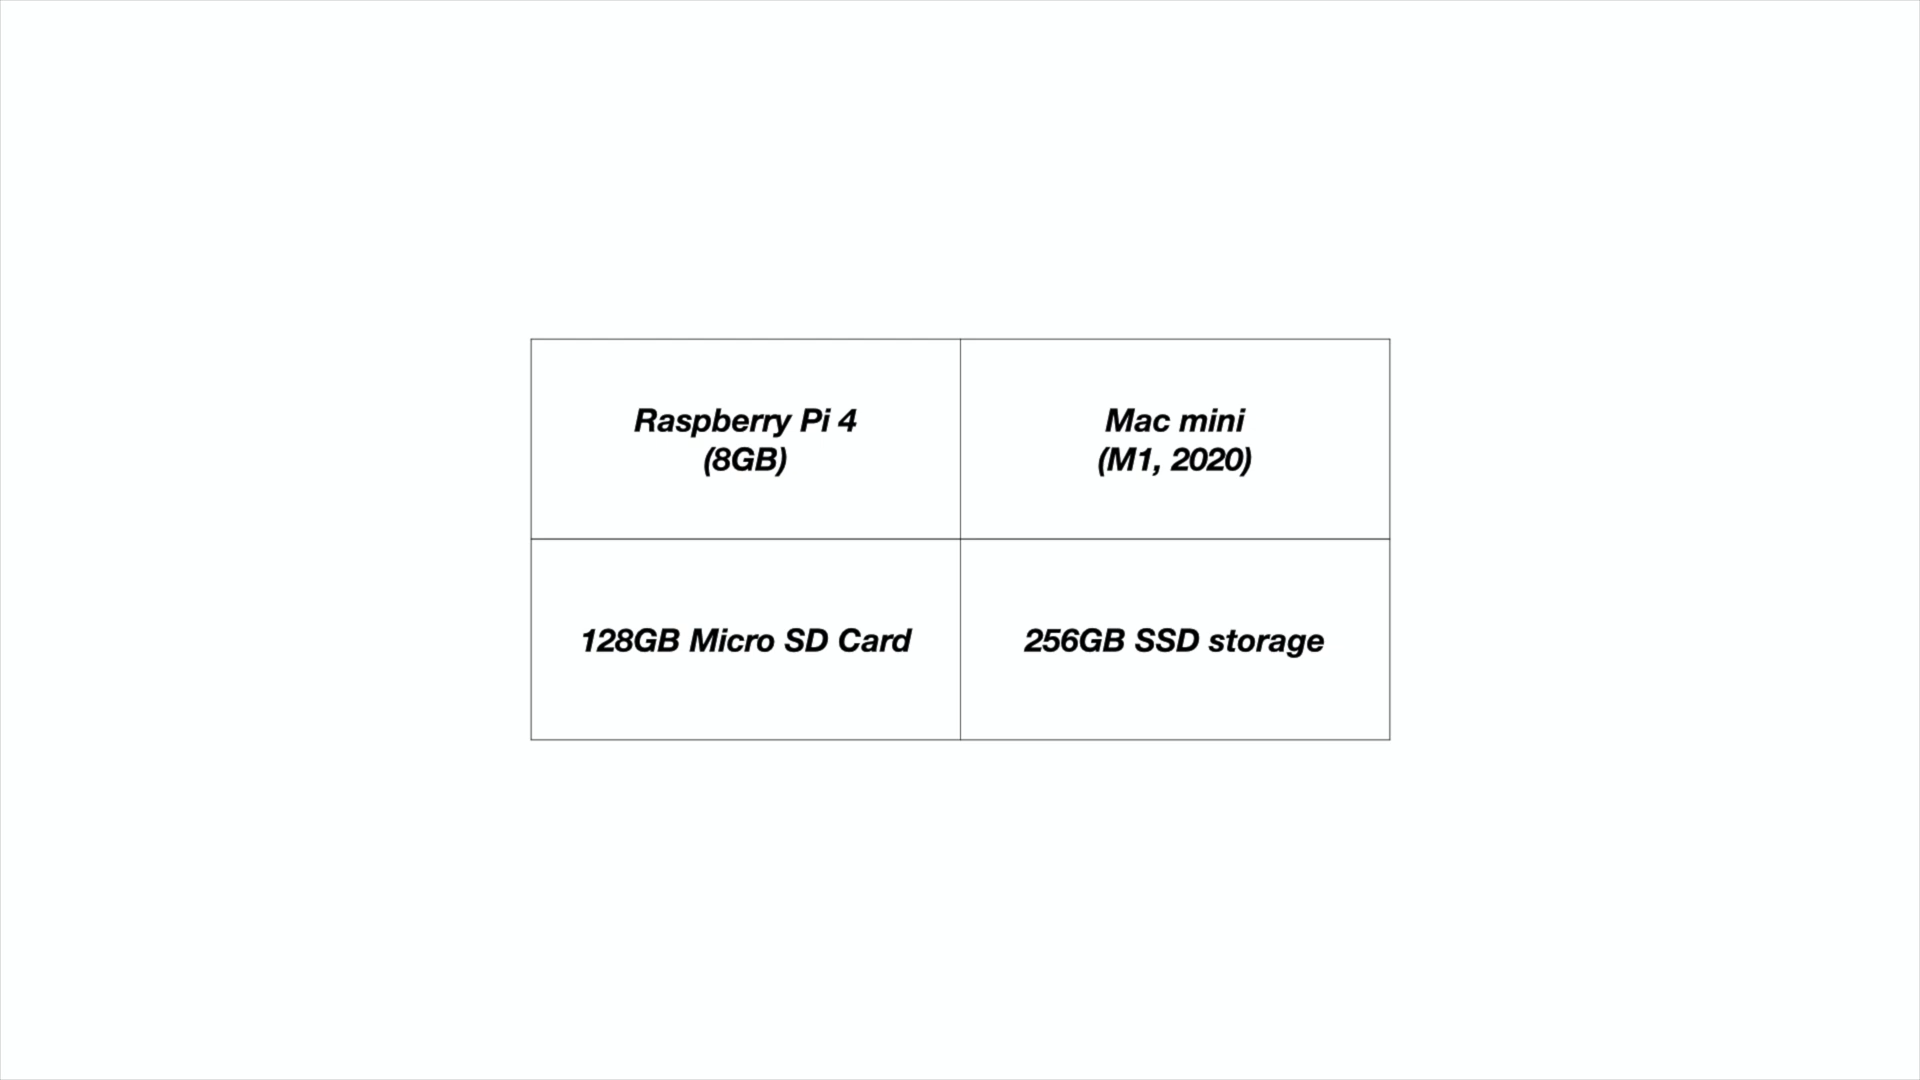 Raspberry Pi 4
(8GB)
Mac mini
(M1, 2020)
128GB Micro SD Card
256GB SSD storage